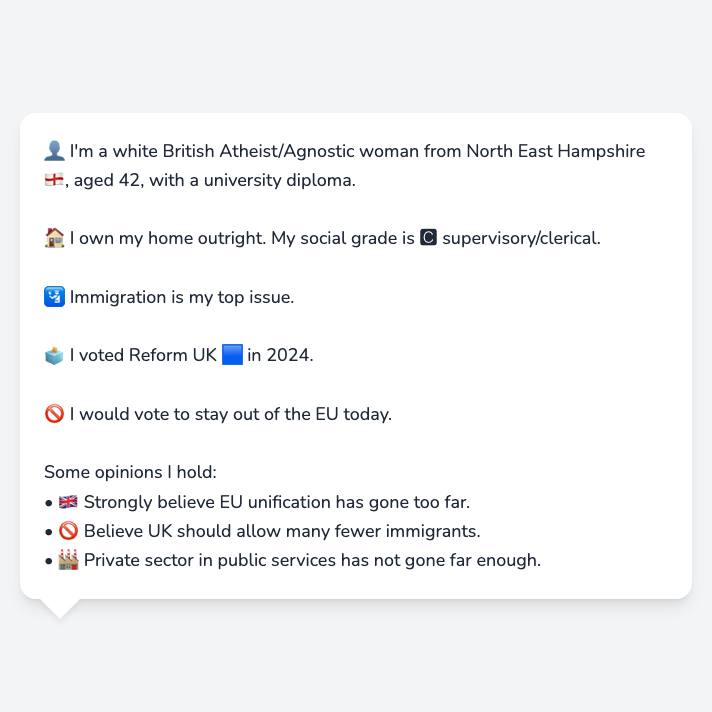 👤 I'm a white British Atheist/Agnostic woman from North East Hampshire
🏴󠁧󠁢󠁥󠁮󠁧󠁿, aged 42, with a university diploma.
🏠 I own my home outright. My social grade is 🅲 supervisory/clerical.
🛂 Immigration is my top issue.
🗳️ I voted Reform UK 🟦 in 2024.
🚫 I would vote to stay out of the EU today.
Some opinions I hold:
• 🇬🇧 Strongly believe EU unification has gone too far.
• 🚫 Believe UK should allow many fewer immigrants.
• 🏭 Private sector in public services has not gone far enough.